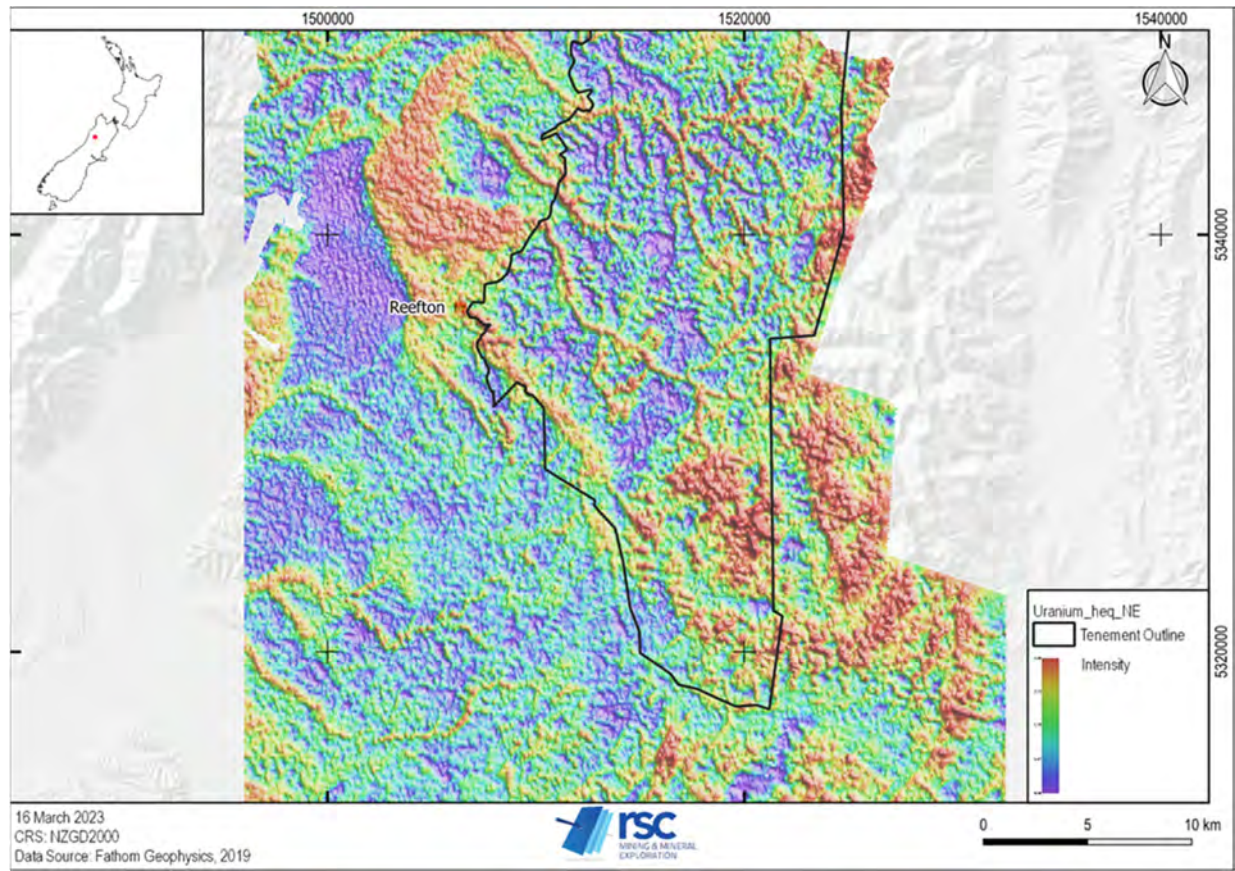 1500000
1520000
1540000
N
5340000
Reefton
Uranium_heq_NE
Tenement Outline
Intensity
5320000
16 March 2023
CRS: NZGD2000
Data Source: Fathom Geophysics, 2019
rsc
MINING & MINERAL
EXPLORATION
0 5 10 km